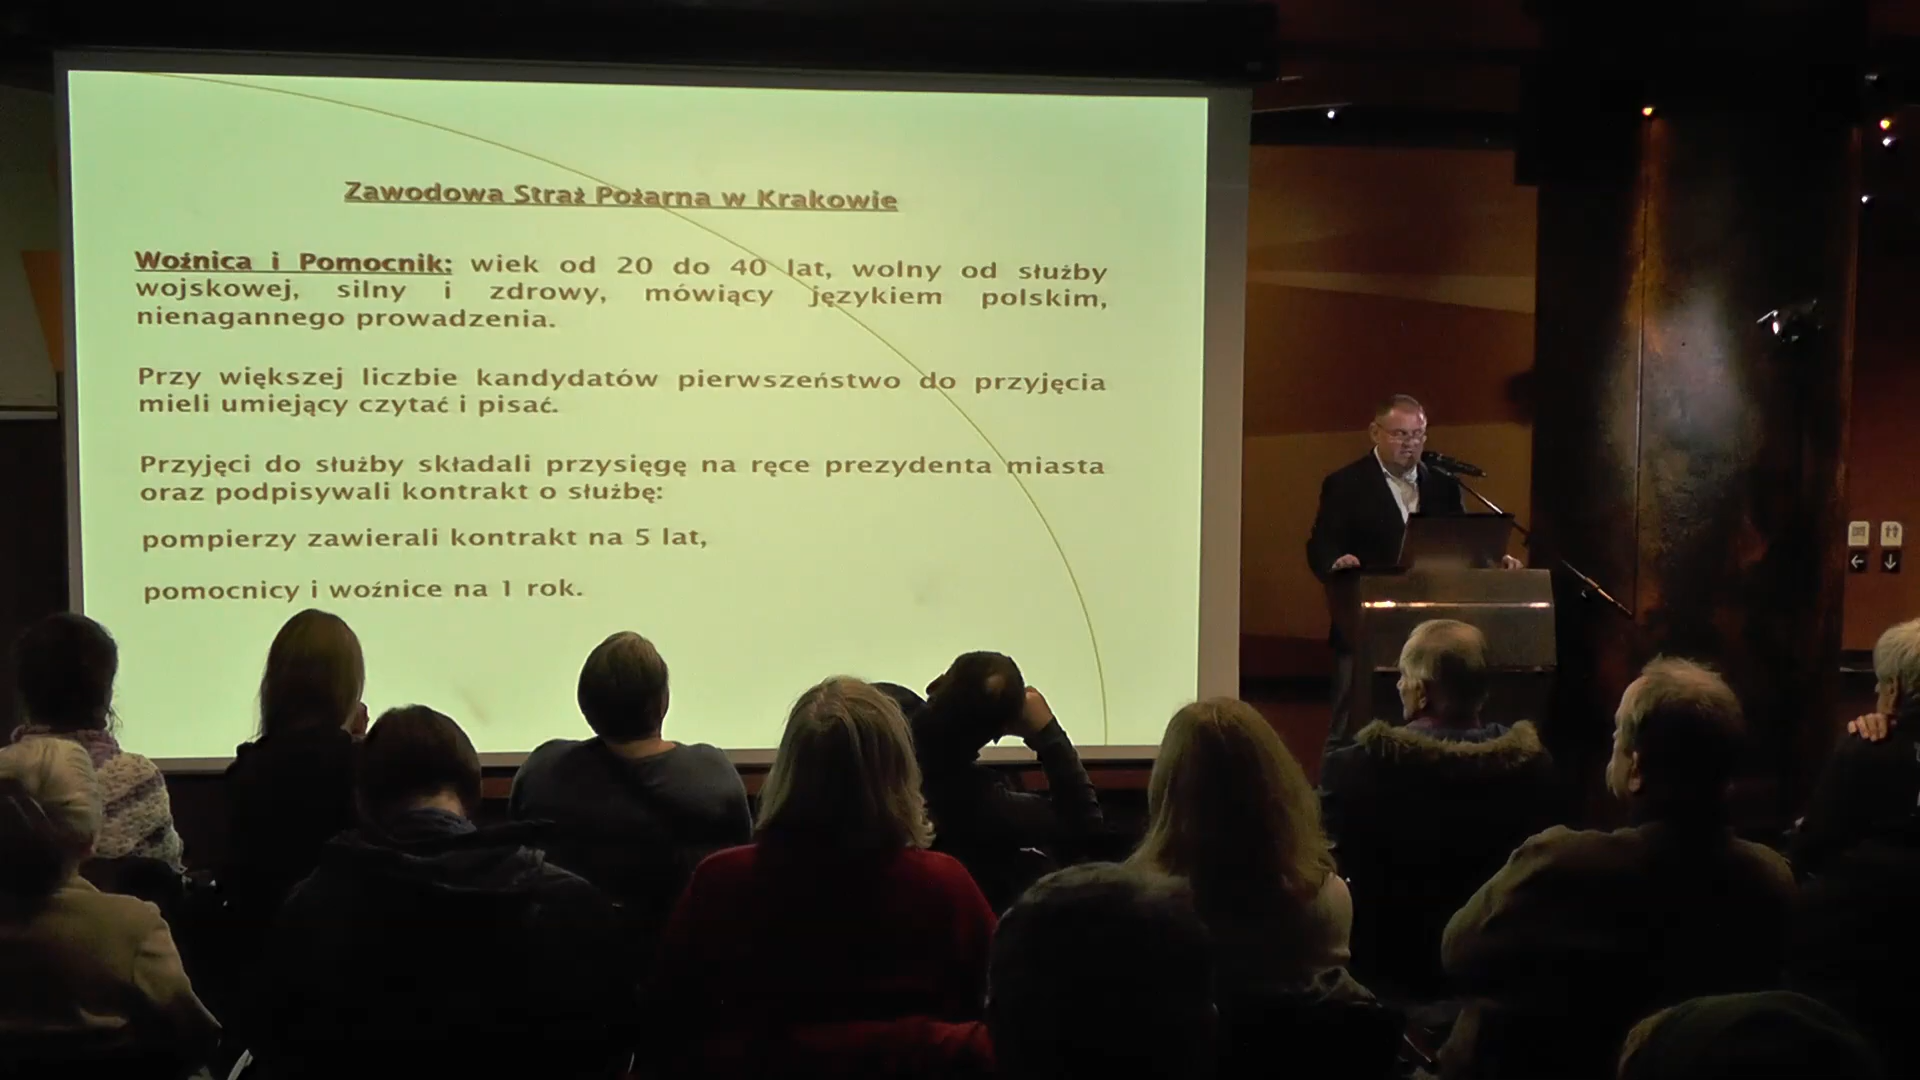 Zawodowa Straż Pożarna w Krakowie
Woźnica i Pomocnik: wiek od 20 do 40 lat, wolny od służby
wojskowej, silny i zdrowy, mówiący językiem polskim,
nienagannego prowadzenia.
Przy większej liczbie kandydatów pierwszeństwo do przyjęcia
mieli umiejący czytać i pisać.
Przyjęci do służby składali przysięgę na ręce prezydenta miasta
oraz podpisywali kontrakt o służbę:
pompierzy zawierali kontrakt na 5 lat,
pomocnicy i woźnice na 1 rok.